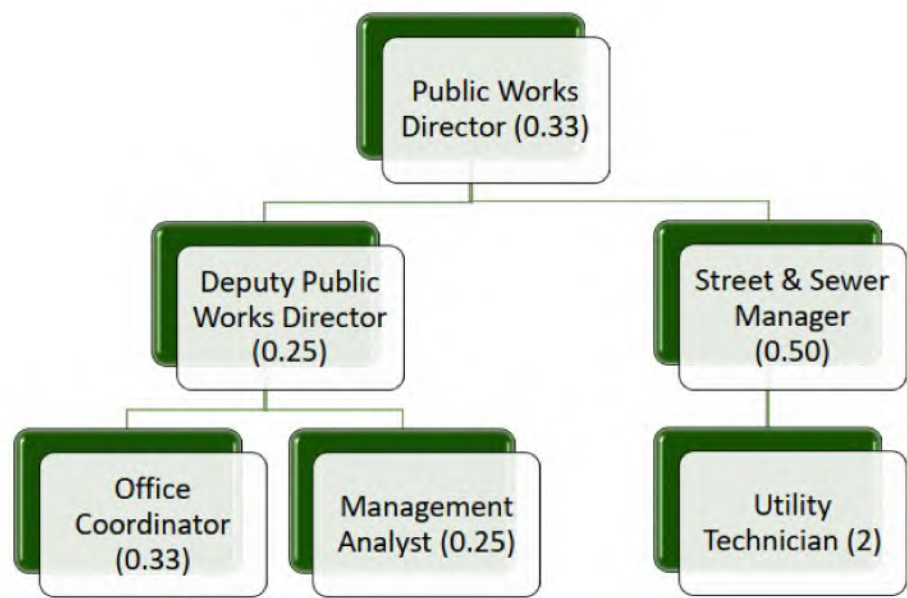 Public Works
Director (0.33)
Deputy Public
Works Director
(0.25)
Street & Sewer
Manager
(0.50)
Office
Coordinator
(0.33)
Management
Analyst (0.25)
Utility
Technician (2)